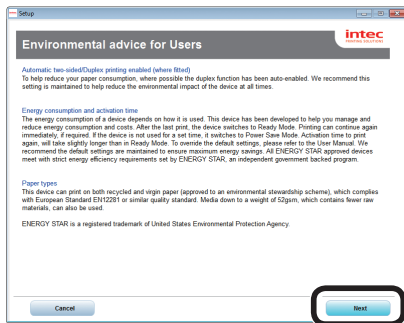 Setup
Environmental advice for Users
intec
PRINTING SOLUTIONS
Automatic two-sided/Duplex printing enabled (where fitted)
To help reduce your paper consumption, where possible the duplex function has been auto-enabled. We recommend this
setting is maintained to help reduce the environmental impact of the device at all times.
Energy consumption and activation time
The energy consumption of a device depends on how it is used. This device has been developed to help you manage and
reduce energy consumption and costs. After the last print, the device switches to Ready Mode. Printing can continue again
immediately, if required. If the device is not used for a set time, it switches to Power Save Mode. Activation time to print
again, will take slightly longer than in Ready Mode. To override the default settings, please refer to the User Manual. We
recommend the default settings are maintained to ensure maximum energy savings. All ENERGY STAR approved devices
meet with strict energy efficiency requirements set by ENERGY STAR, an independent government backed program.
Paper types
This device can print on both recycled and virgin paper (approved to an environmental stewardship scheme), which complies
with European Standard EN12281 or similar quality standard. Media down to a weight of 52gsm, which contains fewer raw
materials, can also be used.
ENERGY STAR is a registered trademark of United States Environmental Protection Agency.
Cancel
Next